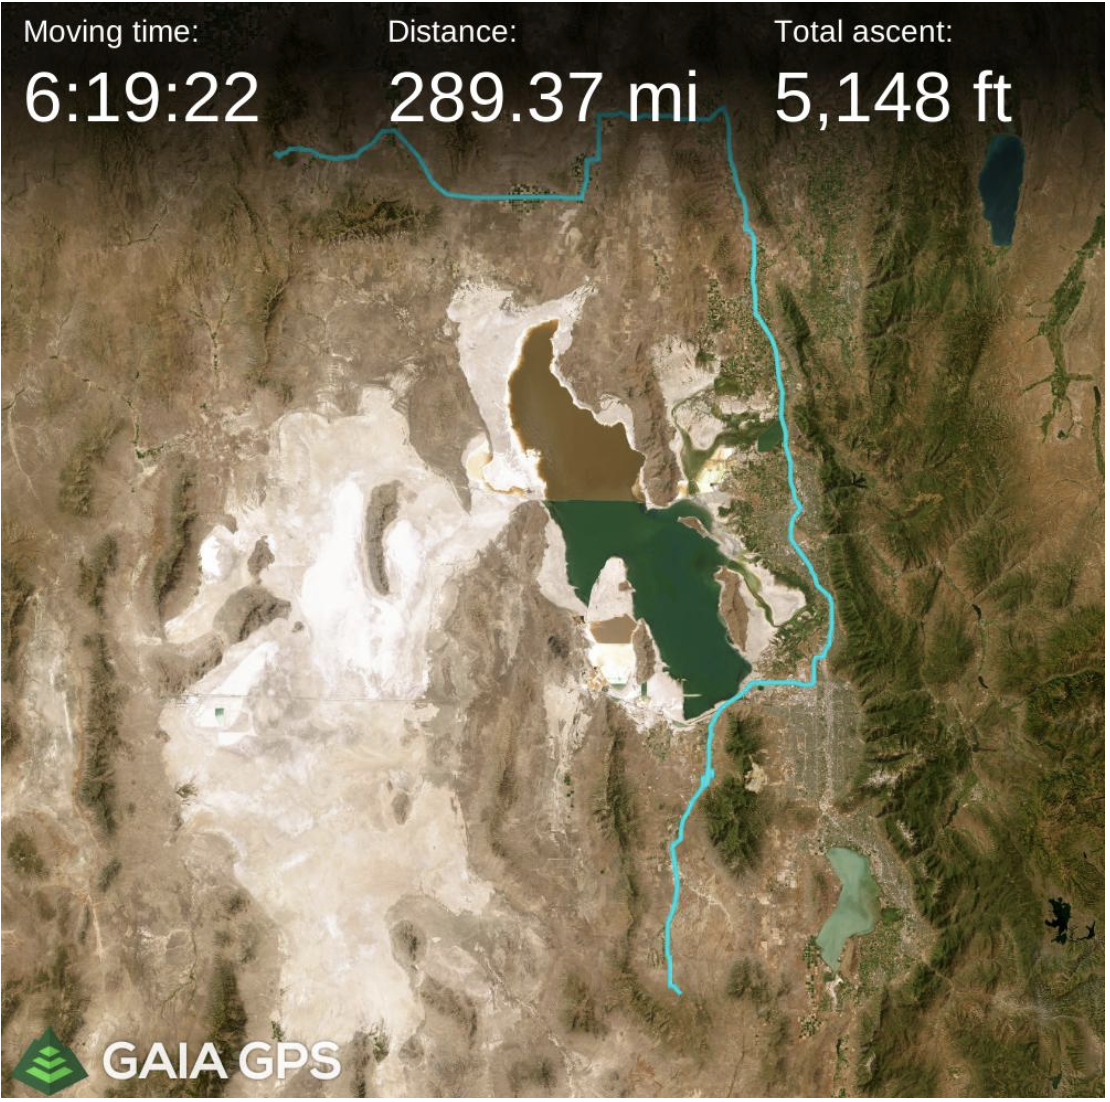 Moving time:
6:19:22
Distance:
289.37 mi
Total ascent:
5,148 ft
GAIA GPS